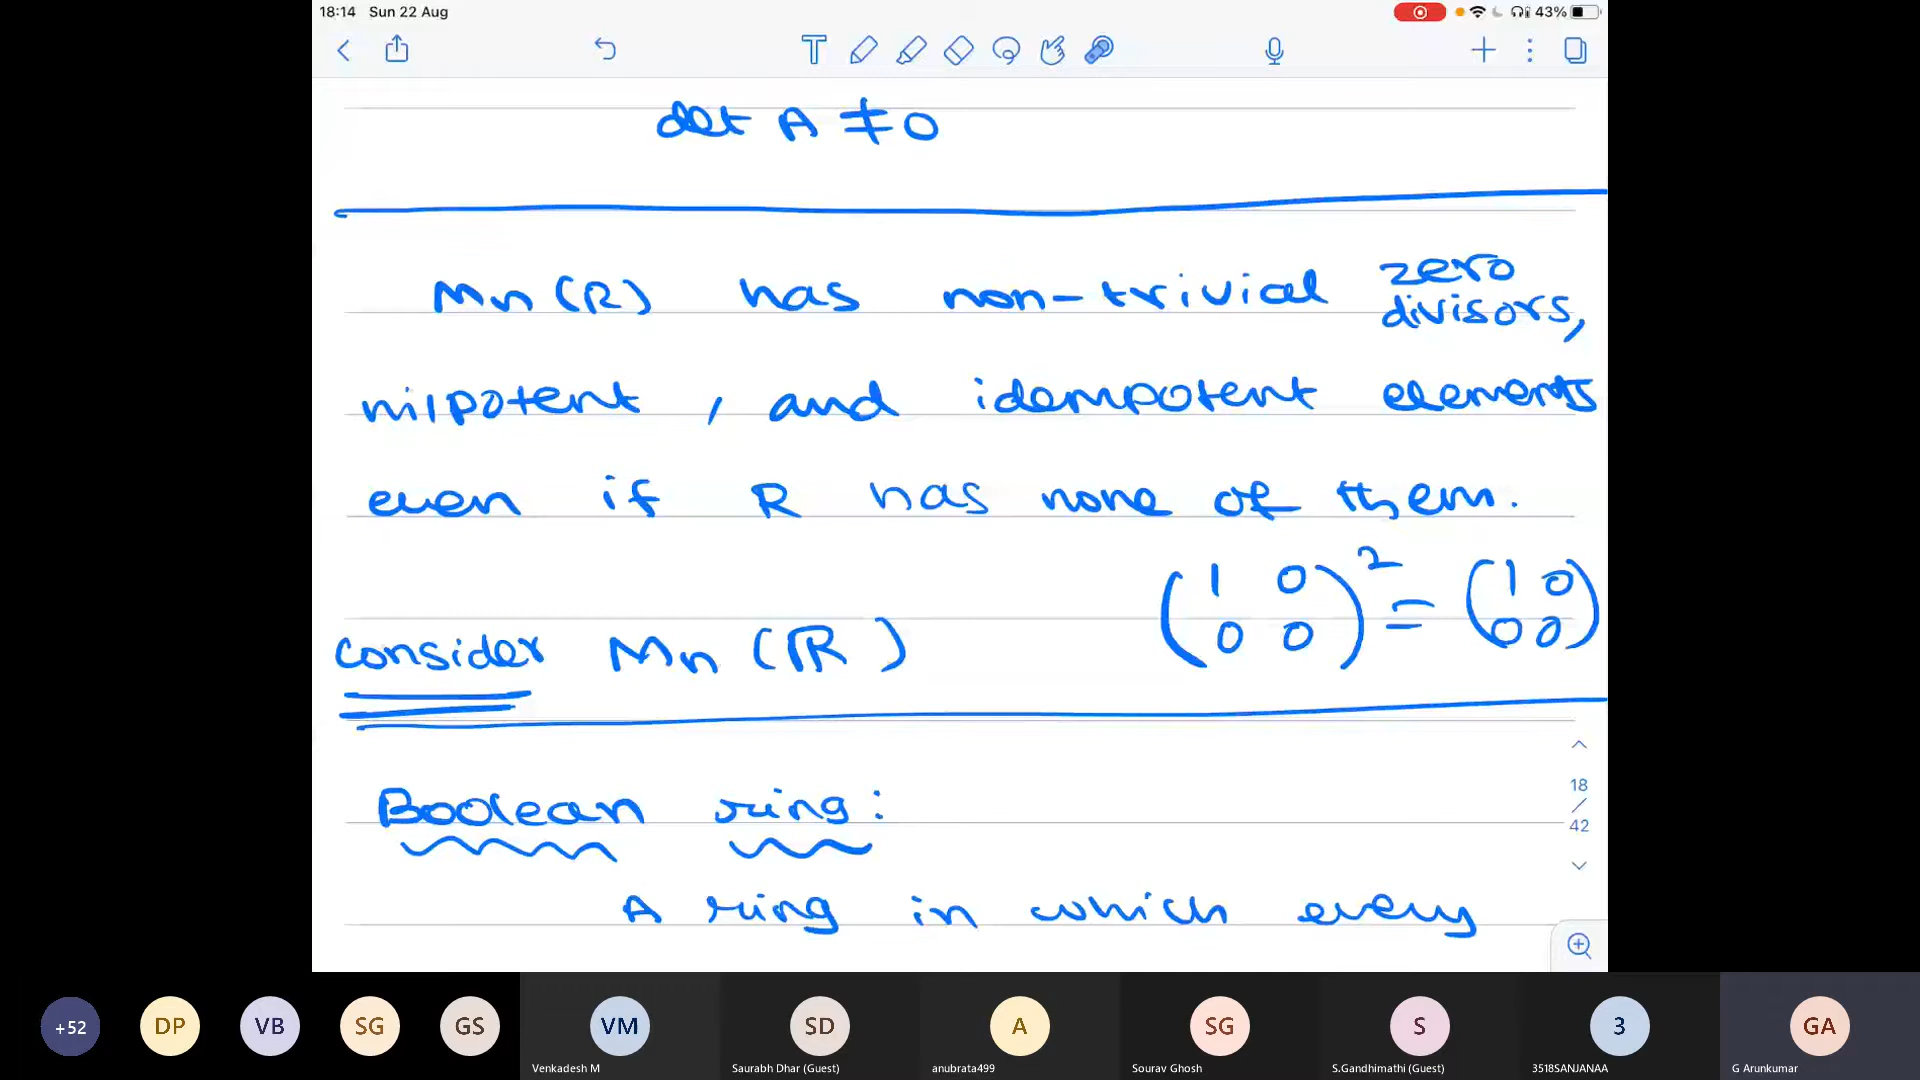 18:14 Sun 22 Aug
43%
T
det A ≠ 0
Mn (R) has non-trivial zero divisors,
nilpotent, and idempotent elements
even if R has none of them.
consider Mn (ℝ)
(1 0
0 0)² = (1 0
0 0)
Boolean ring:
A ring in which every
18
/
42
+52 DP VB SG GS VM SD A SG S 3 GA
Venkadesh M Saurabh Dhar (Guest) anubrata499 Sourav Ghosh S.Gandhimathi (Guest) 3518SANJANAA G Arunkumar